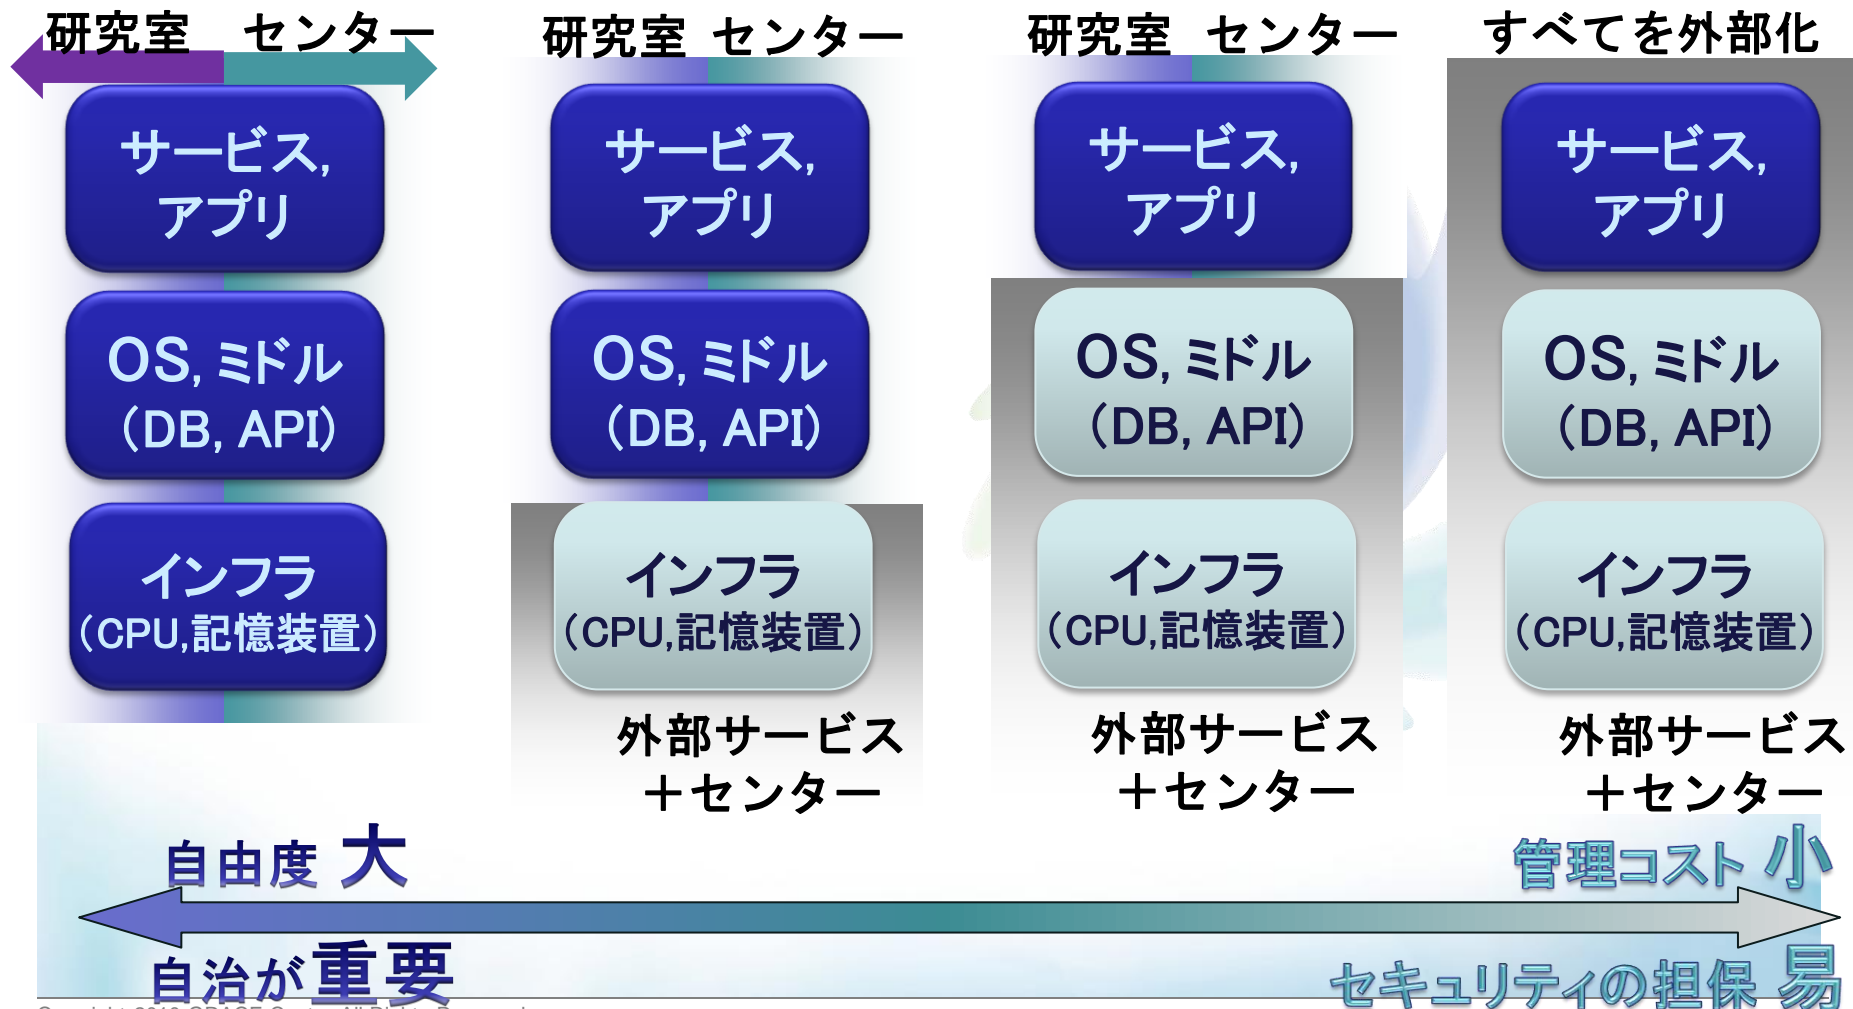 研究室 センター
サービス,
アプリ
OS, ミドル
（DB, API）
インフラ
（CPU,記憶装置）
研究室 センター
サービス,
アプリ
OS, ミドル
（DB, API）
インフラ
（CPU,記憶装置）
外部サービス
＋センター
研究室 センター
サービス,
アプリ
OS, ミドル
（DB, API）
インフラ
（CPU,記憶装置）
外部サービス
＋センター
すべてを外部化
サービス,
アプリ
OS, ミドル
（DB, API）
インフラ
（CPU,記憶装置）
外部サービス
＋センター
自由度 大
管理コスト 小
自治が重要
セキュリティの担保 易